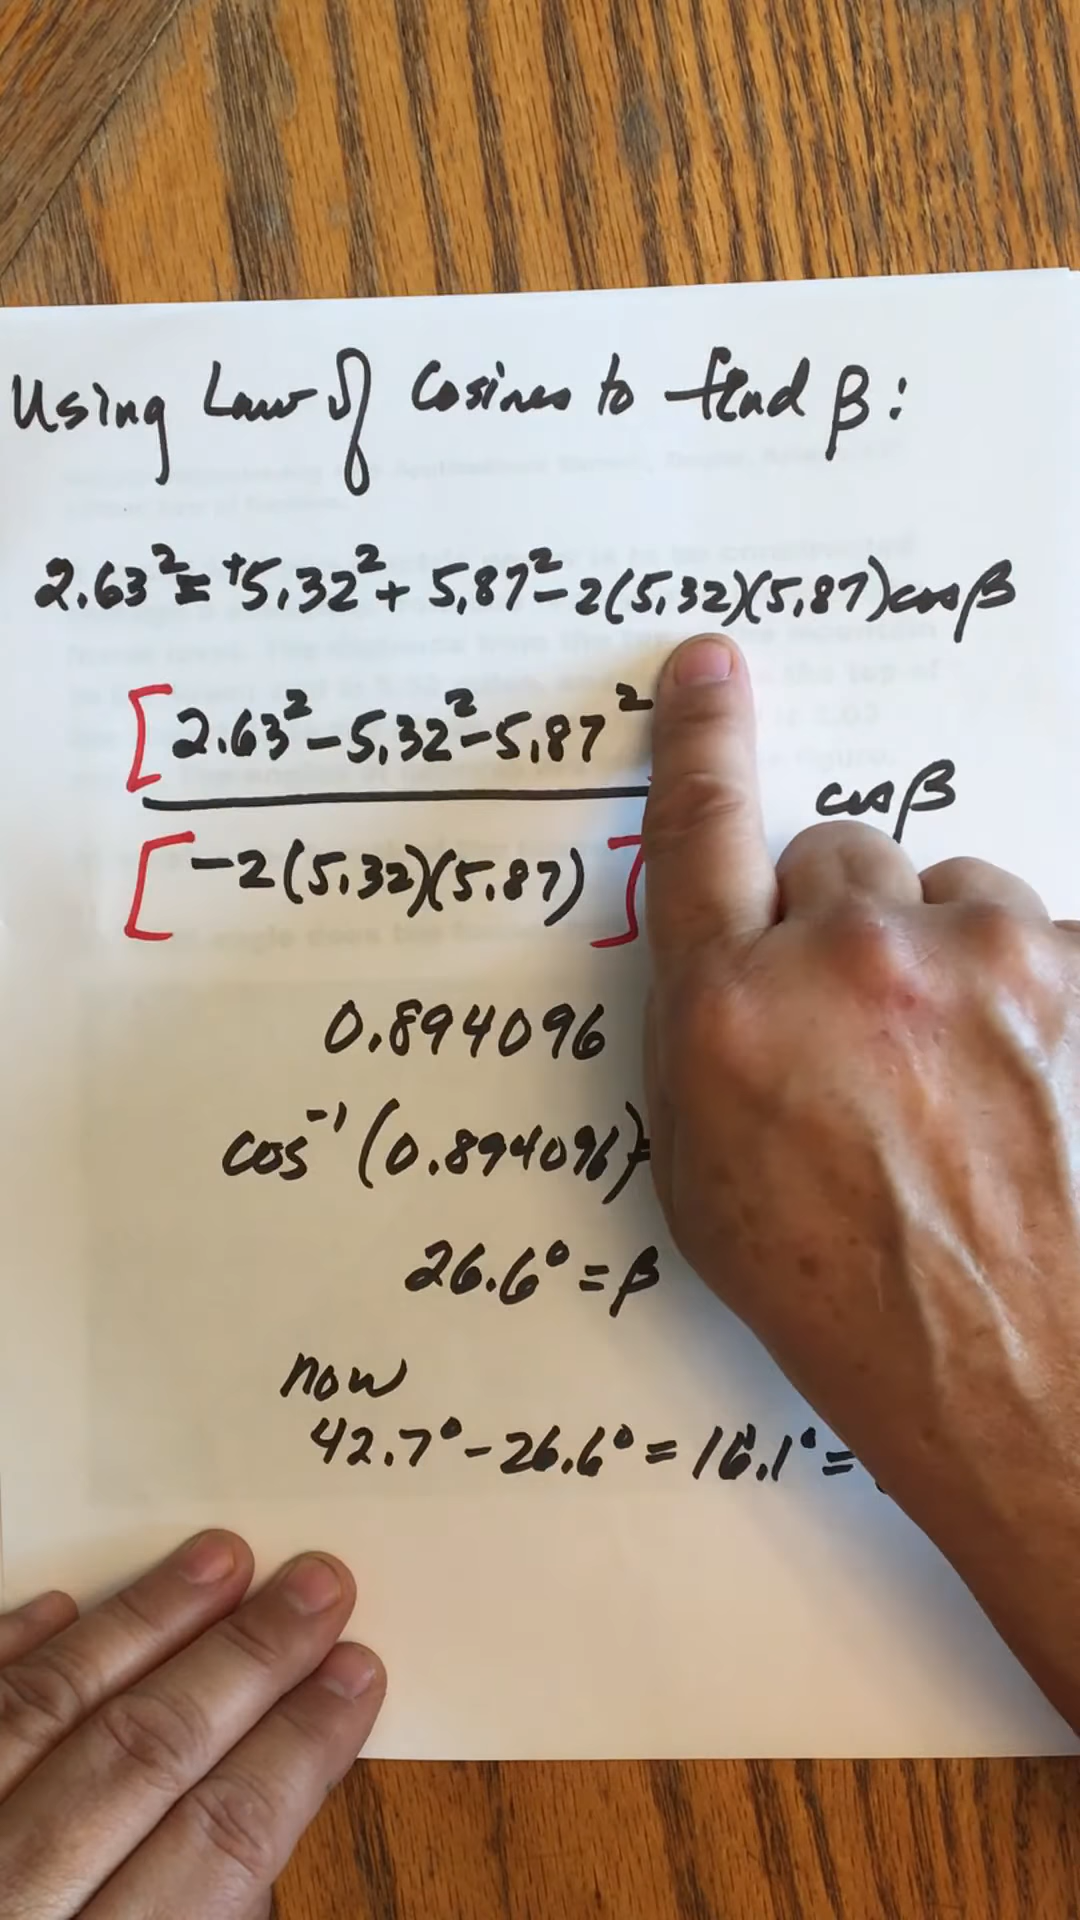 Using Law of Cosines to find β:
2.63² = +5.32² + 5.87² - 2(5.32)(5.87)cosβ
[2.63² - 5.32² - 5.87²
cosβ
[-2(5.32)(5.87)]
0.894096
cos⁻¹(0.894096)=
26.6° = β
now
42.7° - 26.6° = 16.1° =